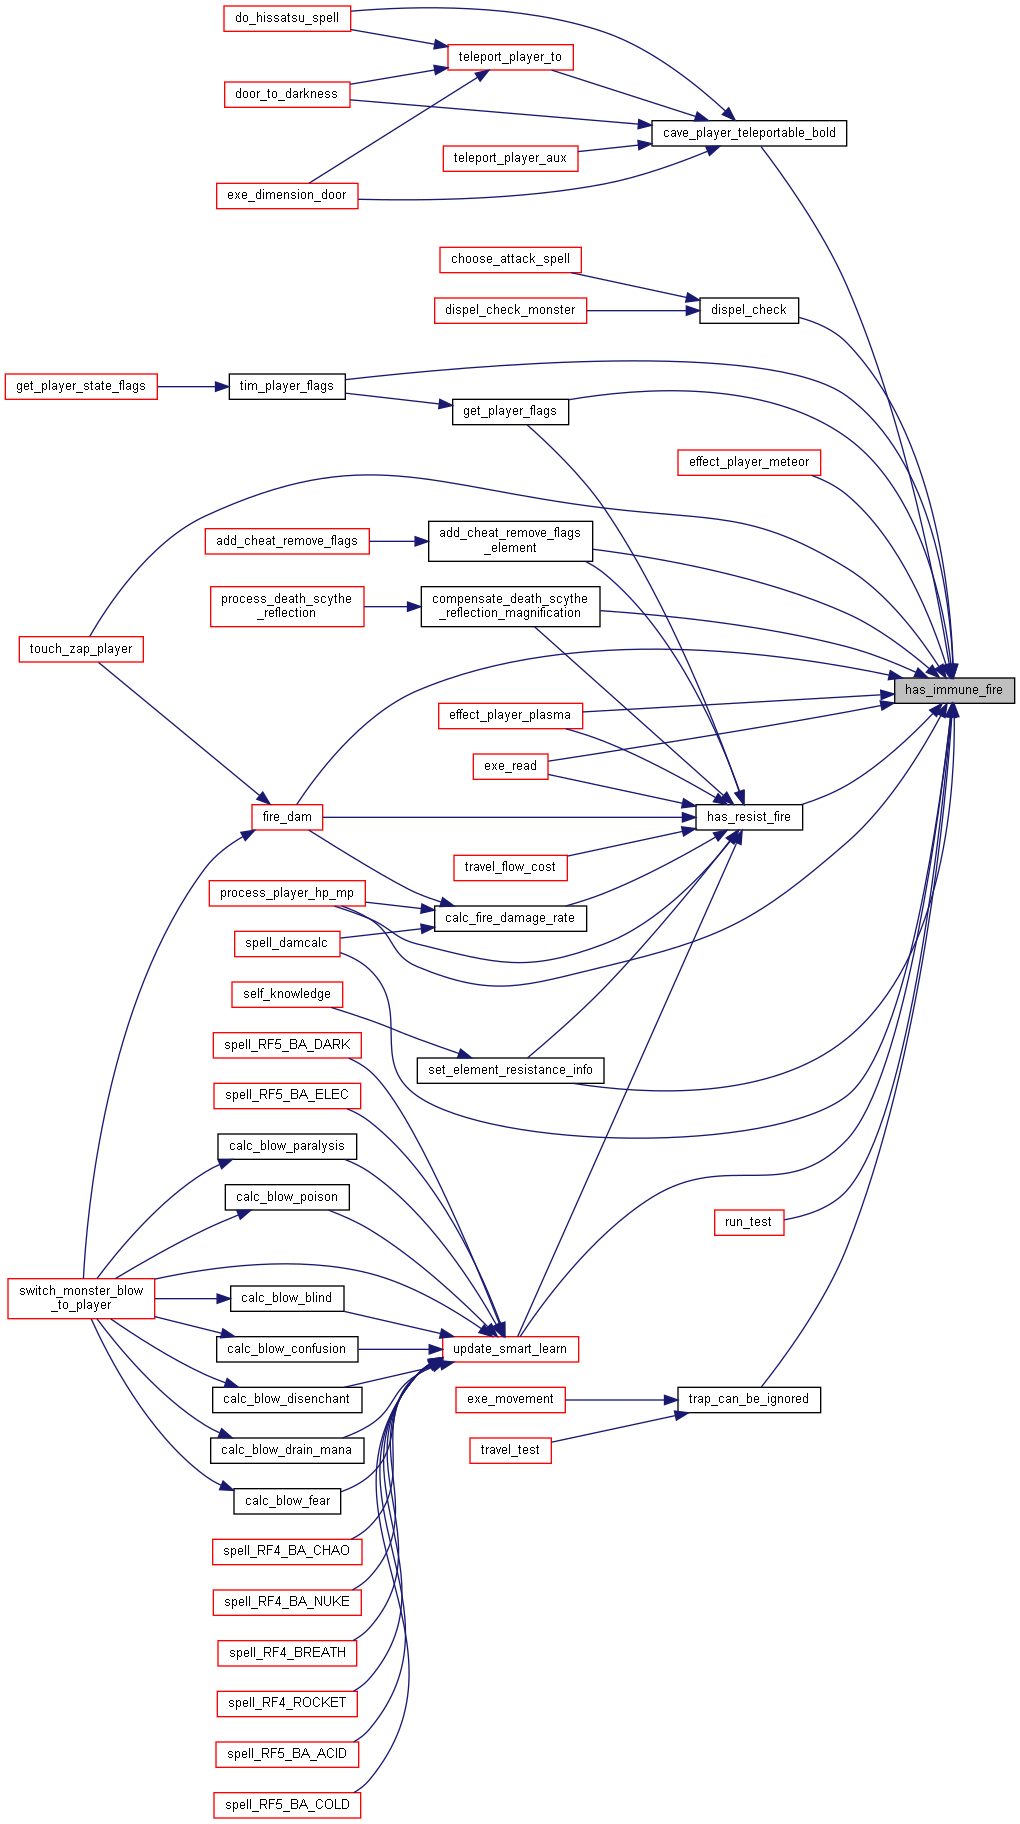 do_hissatsu_spell
teleport_player_to
door_to_darkness
cave_player_teleportable_bold
teleport_player_aux
exe_dimension_door
choose_attack_spell
dispel_check_monster
dispel_check
get_player_state_flags
tim_player_flags
get_player_flags
effect_player_meteor
add_cheat_remove_flags
add_cheat_remove_flags
_element
process_death_scythe
_reflection
compensate_death_scythe
_reflection_magnification
touch_zap_player
has_immune_fire
effect_player_plasma
exe_read
fire_dam
has_resist_fire
travel_flow_cost
process_player_hp_mp
calc_fire_damage_rate
spell_damcalc
self_knowledge
spell_RF5_BA_DARK
set_element_resistance_info
spell_RF5_BA_ELEC
calc_blow_paralysis
calc_blow_poison
run_test
switch_monster_blow
_to_player
calc_blow_blind
calc_blow_confusion
update_smart_learn
calc_blow_disenchant
exe_movement
trap_can_be_ignored
calc_blow_drain_mana
travel_test
calc_blow_fear
spell_RF4_BA_CHAO
spell_RF4_BA_NUKE
spell_RF4_BREATH
spell_RF4_ROCKET
spell_RF5_BA_ACID
spell_RF5_BA_COLD